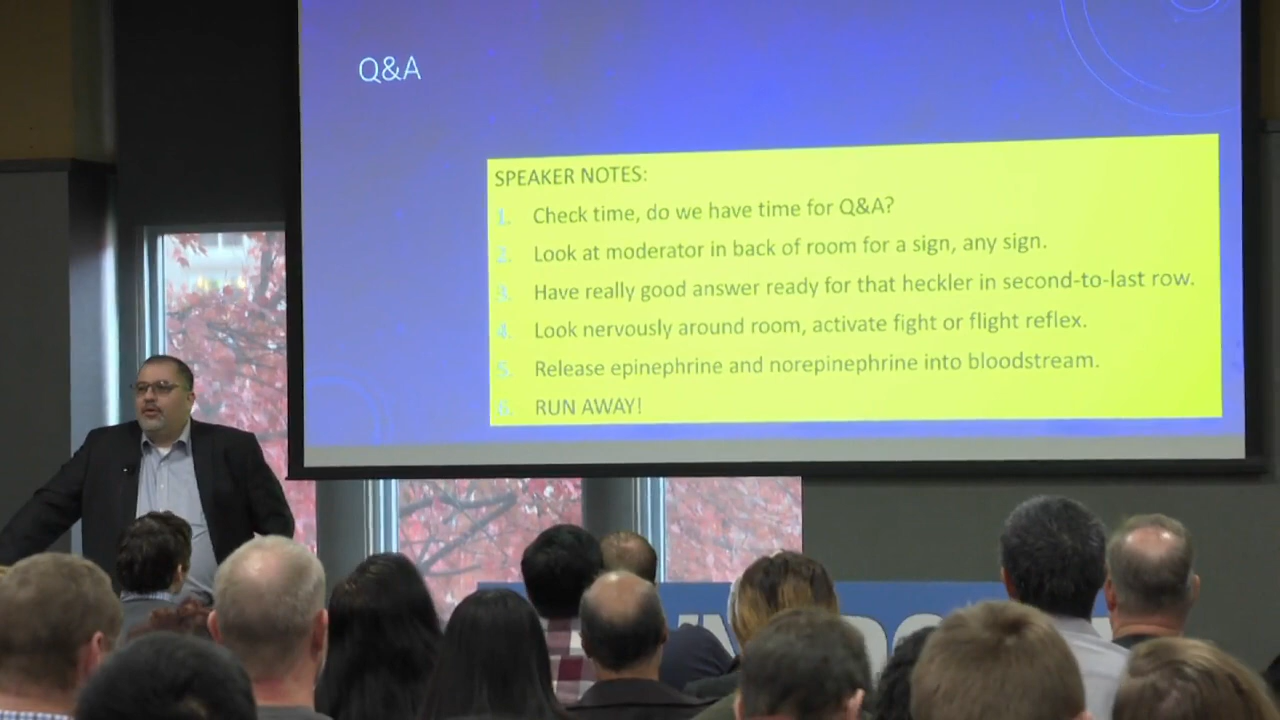 Q&A
SPEAKER NOTES:
1. Check time, do we have time for Q&A?
2. Look at moderator in back of room for a sign, any sign.
3. Have really good answer ready for that heckler in second-to-last row.
4. Look nervously around room, activate fight or flight reflex.
5. Release epinephrine and norepinephrine into bloodstream.
6. RUN AWAY!